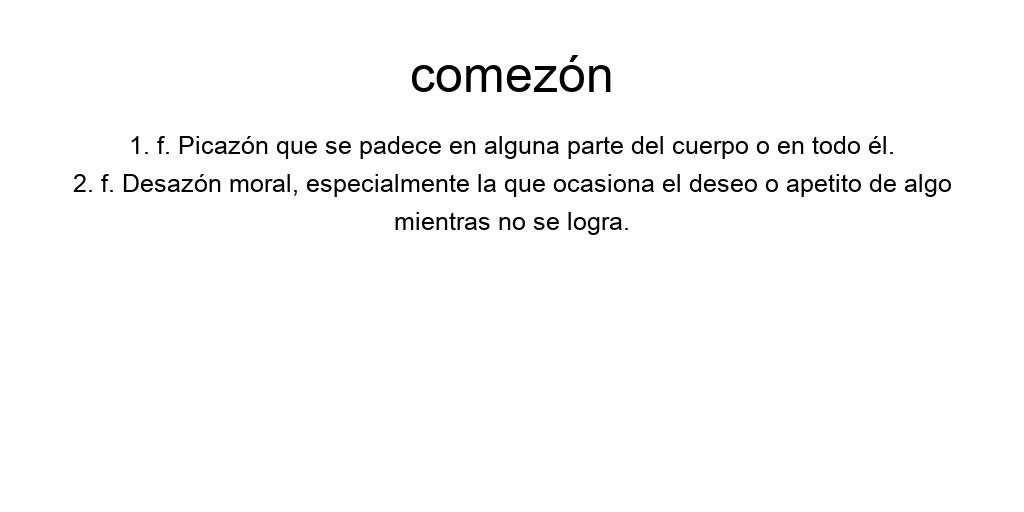 comezón
1. f. Picazón que se padece en alguna parte del cuerpo o en todo él.
2. f. Desazón moral, especialmente la que ocasiona el deseo o apetito de algo
mientras no se logra.